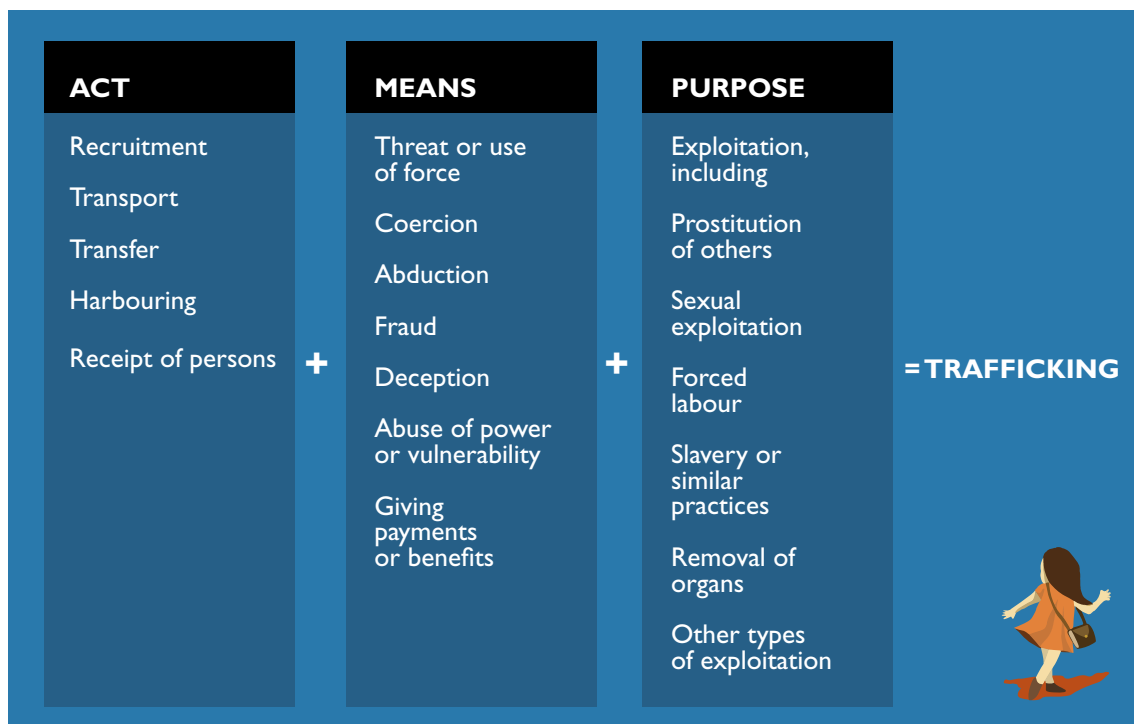 ACT
Recruitment
Transport
Transfer
Harbouring
Receipt of persons
+
MEANS
Threat or use
of force
Coercion
Abduction
Fraud
Deception
Abuse of power
or vulnerability
Giving
payments
or benefits
+
PURPOSE
Exploitation,
including
Prostitution
of others
Sexual
exploitation
Forced
labour
Slavery or
similar
practices
Removal of
organs
Other types
of exploitation
= TRAFFICKING